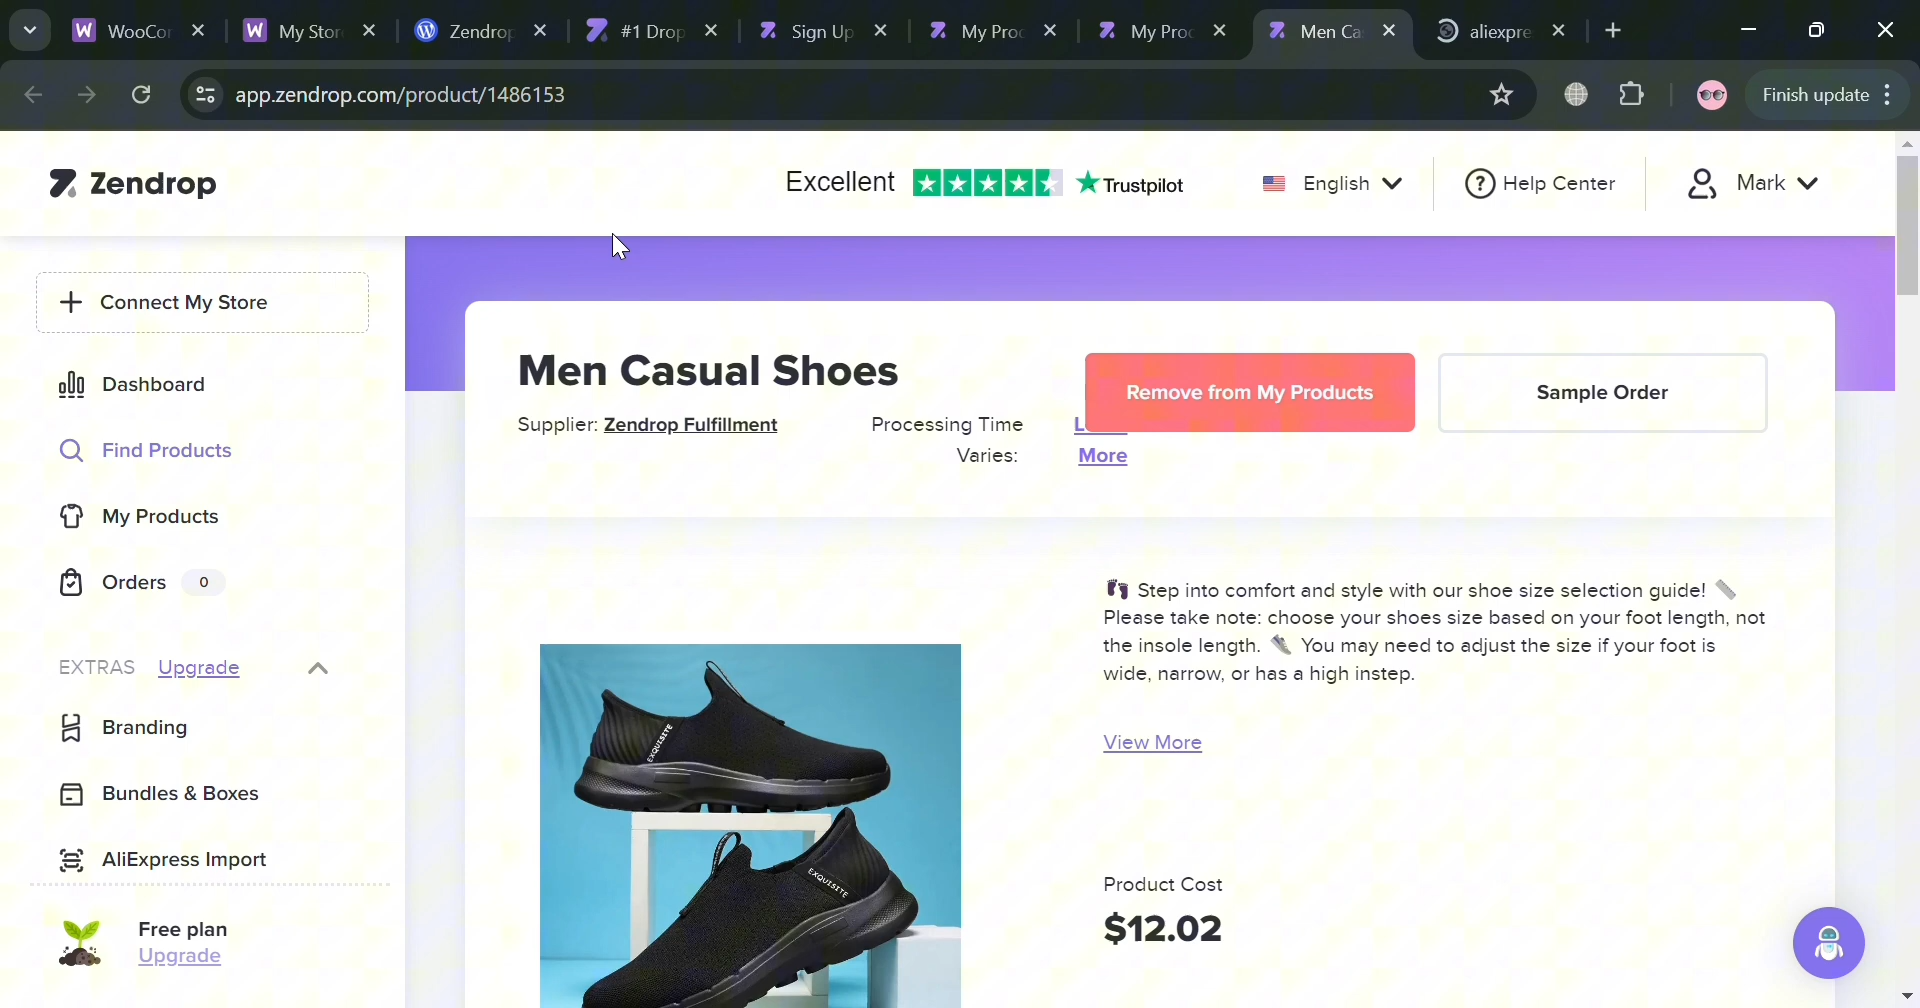 WooCor
My Stor
Zendrop
#1 Drop
Sign Up
My Proc
My Proc
Men Ca
aliexpre
app.zendrop.com/product/1486153
Finish update
Zendrop
Excellent
Trustpilot
English
Help Center
Mark
Connect My Store
Dashboard
Find Products
My Products
Orders 0
EXTRAS Upgrade
Branding
Bundles & Boxes
AliExpress Import
Free plan
Upgrade
Men Casual Shoes
Supplier: Zendrop Fulfillment
Processing Time
Varies:
More
Remove from My Products
Sample Order
Step into comfort and style with our shoe size selection guide!
Please take note: choose your shoes size based on your foot length, not
the insole length. You may need to adjust the size if your foot is
wide, narrow, or has a high instep.
View More
EXQUISITE
EXQUISITE
Product Cost
$12.02